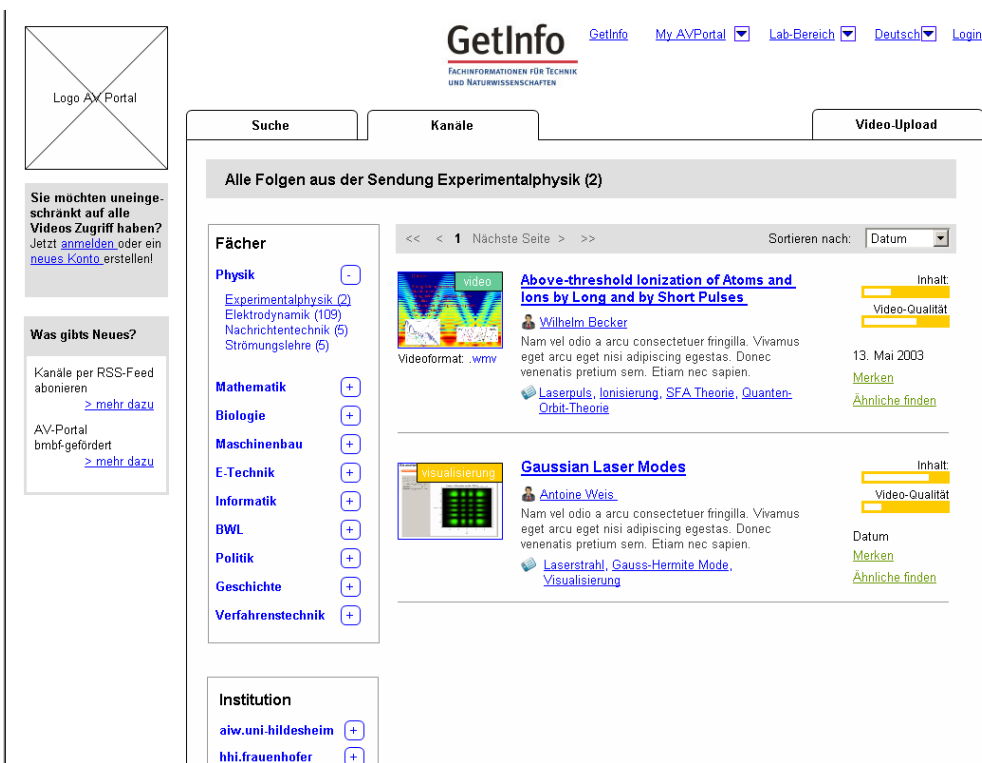 GetInfo
FACHINFORMATIONEN FÜR TECHNIK
UND NATURWISSENSCHAFTEN
GetInfo
My AVPortal
Lab-Bereich
Deutsch
Login
Logo AV Portal
Suche
Kanäle
Video-Upload
Alle Folgen aus der Sendung Experimentalphysik (2)
Sie möchten uneinge-
schränkt auf alle
Videos Zugriff haben?
Jetzt anmelden oder ein
neues Konto erstellen!
Was gibts Neues?
Kanäle per RSS-Feed
abonieren
> mehr dazu
AV-Portal
bmbf-gefördert
> mehr dazu
Fächer
Physik -
Experimentalphysik (2)
Elektrodynamik (109)
Nachrichtentechnik (5)
Strömungslehre (5)
Mathematik +
Biologie +
Maschinenbau +
E-Technik +
Informatik +
BWL +
Politik +
Geschichte +
Verfahrenstechnik +
Institution
aiw.uni-hildesheim +
hhi.frauenhofer +
<< < 1 Nächste Seite > >>
Sortieren nach: Datum
video
Videoformat: .wmv
Above-threshold Ionization of Atoms and
Ions by Long and by Short Pulses
Wilhelm Becker
Nam vel odio a arcu consectetuer fringilla. Vivamus
eget arcu eget nisi adipiscing egestas. Donec
venenatis pretium sem. Etiam nec sapien.
Laserpuls, Ionisierung, SFA Theorie, Quanten-
Orbit-Theorie
Inhalt:
Video-Qualität
13. Mai 2003
Merken
Ähnliche finden
visualisierung
Gaussian Laser Modes
Antoine Weis
Nam vel odio a arcu consectetuer fringilla. Vivamus
eget arcu eget nisi adipiscing egestas. Donec
venenatis pretium sem. Etiam nec sapien.
Laserstrahl, Gauss-Hermite Mode,
Visualisierung
Inhalt:
Video-Qualität
Datum
Merken
Ähnliche finden